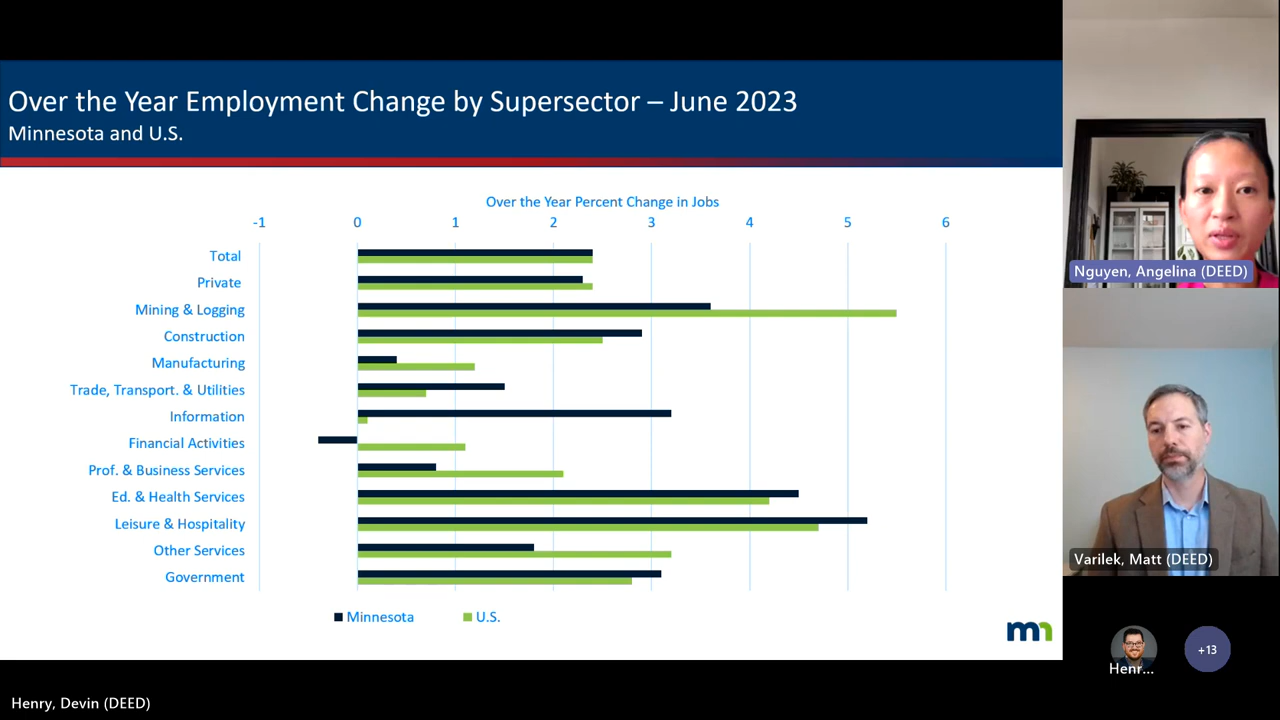 Over the Year Employment Change by Supersector – June 2023
Minnesota and U.S.
Over the Year Percent Change in Jobs
-1 0 1 2 3 4 5 6
Total
Private
Mining & Logging
Construction
Manufacturing
Trade, Transport. & Utilities
Information
Financial Activities
Prof. & Business Services
Ed. & Health Services
Leisure & Hospitality
Other Services
Government
Minnesota U.S.
mn
Nguyen, Angelina (DEED)
Varilek, Matt (DEED)
Henr...
+13
Henry, Devin (DEED)